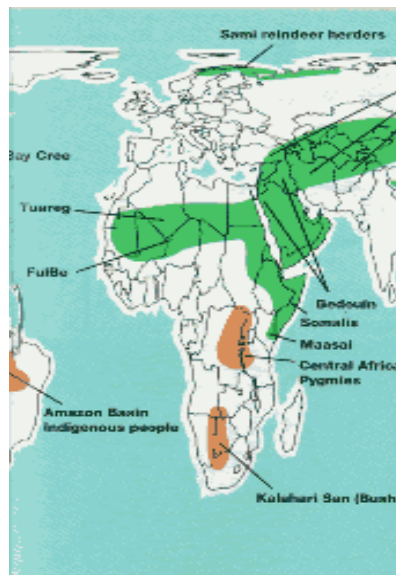 Sami reindeer herders
Bay Cree
Tuareg
FulBe
Bedouin
Somalis
Maasai
Central Africa
Pygmies
Amazon Basin
Indigenous people
Kalahari San (Bush